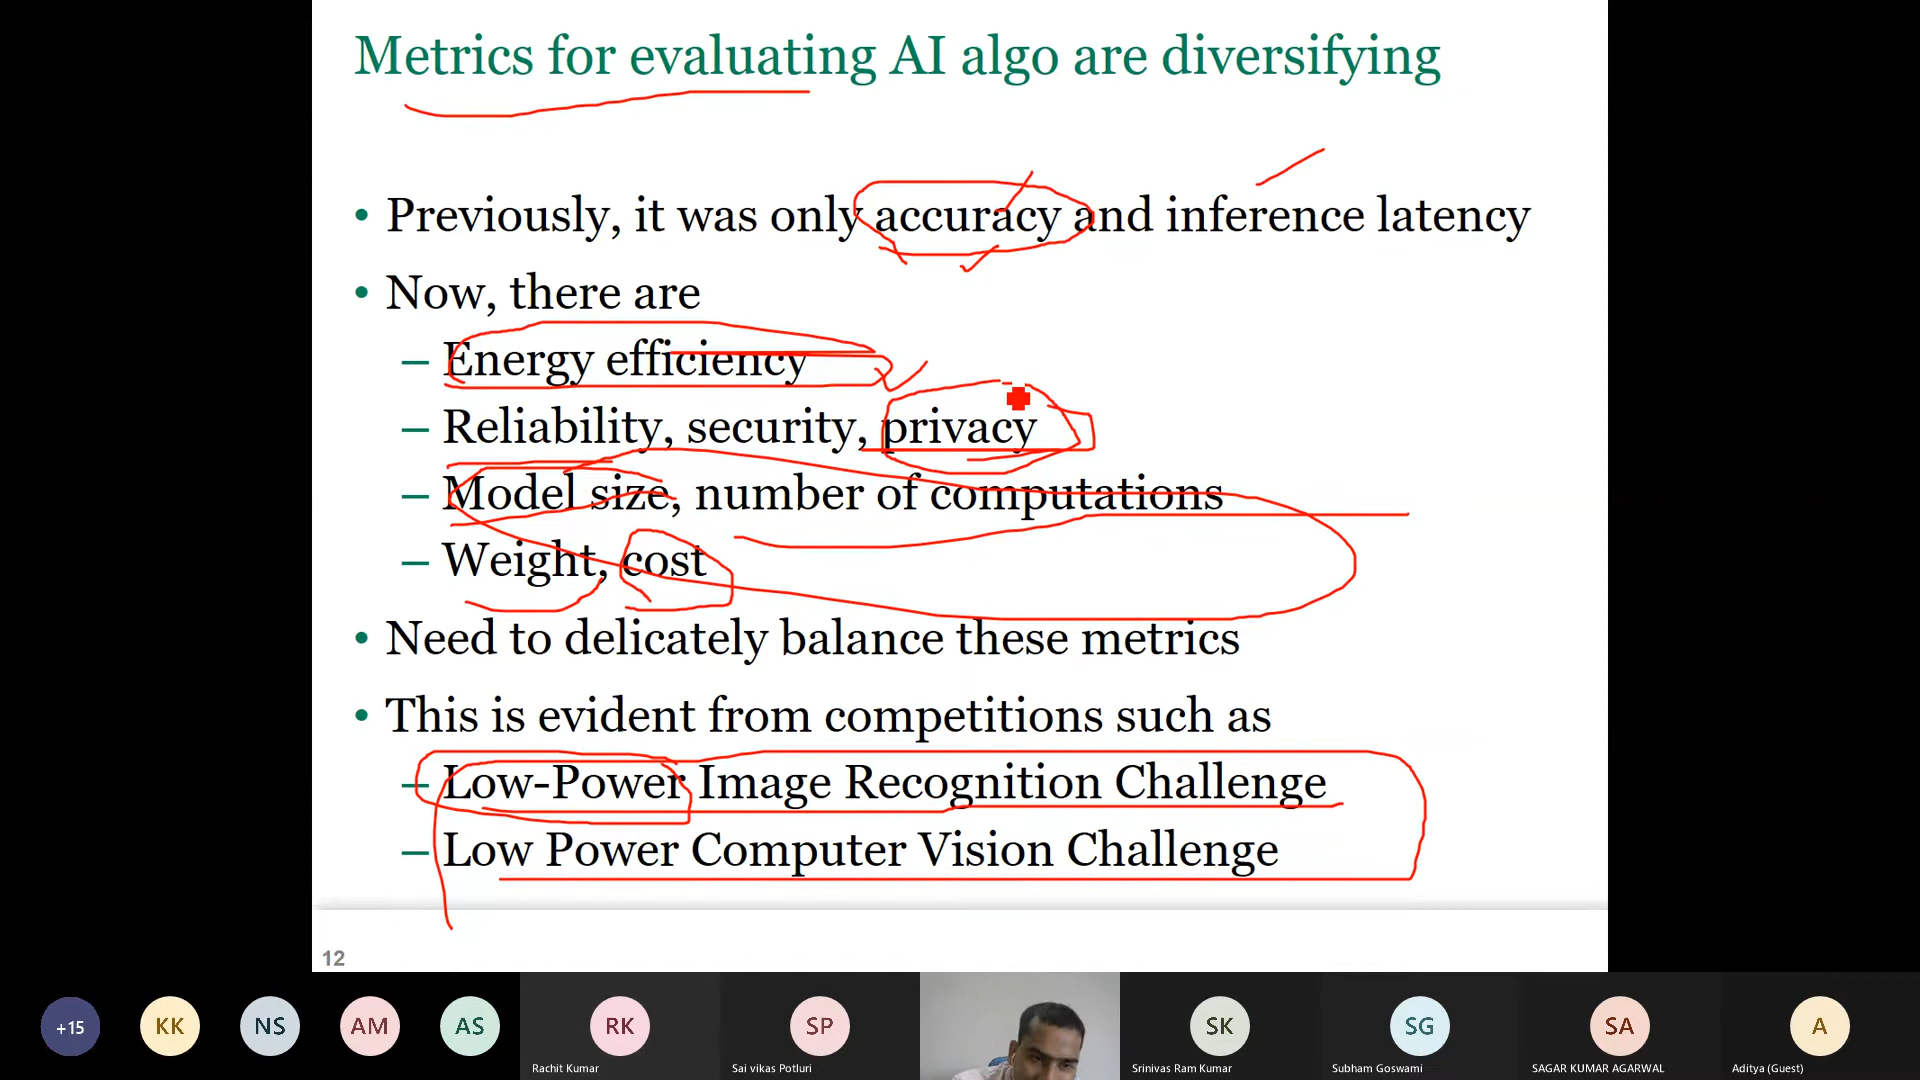 Metrics for evaluating AI algo are diversifying
• Previously, it was only accuracy and inference latency
• Now, there are
– Energy efficiency
– Reliability, security, privacy
– Model size, number of computations
– Weight, cost
• Need to delicately balance these metrics
• This is evident from competitions such as
– Low-Power Image Recognition Challenge
– Low Power Computer Vision Challenge
12
+15 KK NS AM AS RK SP SK SG SA A
Rachit Kumar Sai vikas Potluri Srinivas Ram Kumar Subham Goswami SAGAR KUMAR AGARWAL Aditya (Guest)